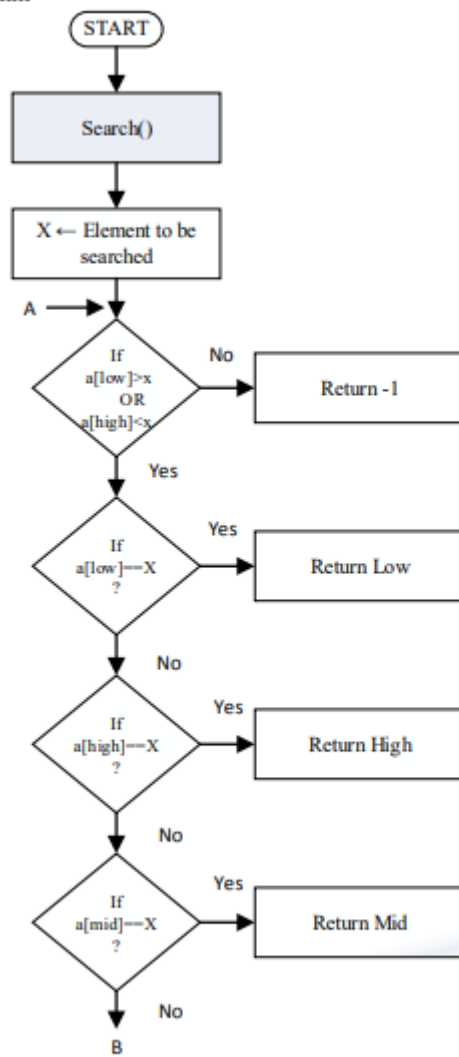 START
Search()
X ← Element to be
searched
A
If
a[low]>x
OR
a[high]<x
No
Return -1
Yes
If
a[low]==X
?
Yes
Return Low
No
If
a[high]==X
?
Yes
Return High
No
If
a[mid]==X
?
Yes
Return Mid
No
B